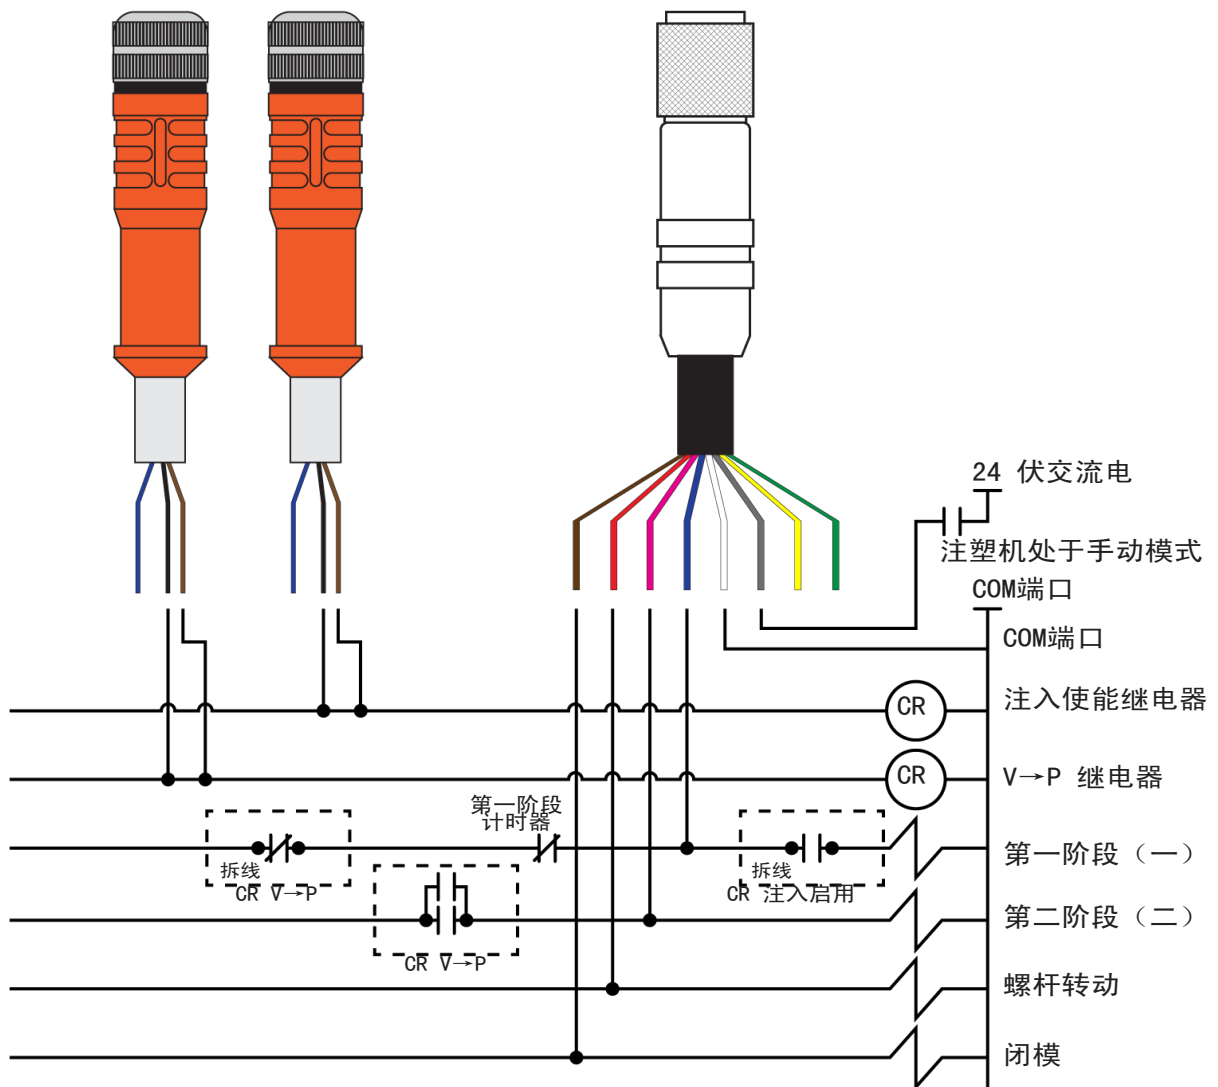 24 伏交流电
注塑机处于手动模式
COM端口
COM端口
CR
注入使能继电器
CR
V→P 继电器
第一阶段
计时器
拆线
CR V→P
拆线
CR 注入启用
第一阶段（一）
第二阶段（二）
CR V→P
螺杆转动
闭模